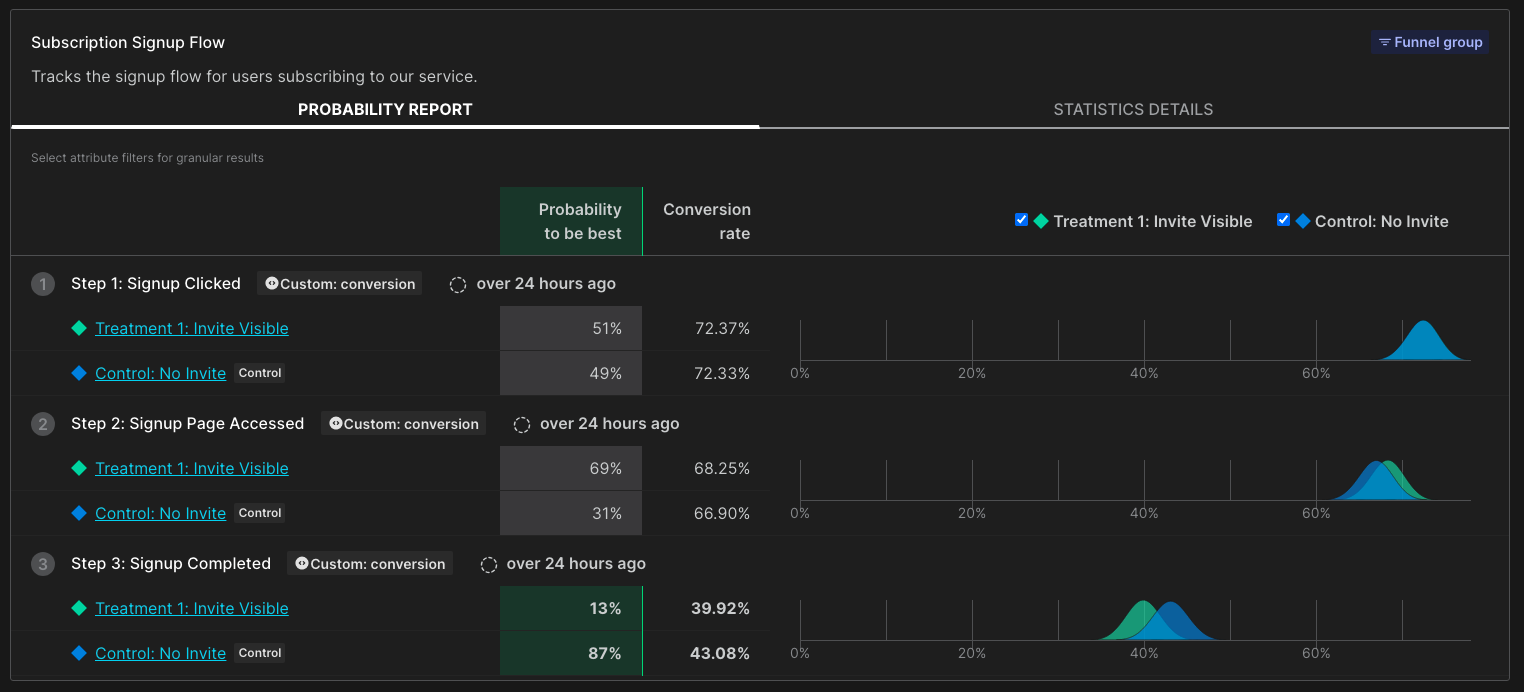 Subscription Signup Flow
Funnel group
Tracks the signup flow for users subscribing to our service.
PROBABILITY REPORT
STATISTICS DETAILS
Select attribute filters for granular results
Probability to be best
Conversion rate
Treatment 1: Invite Visible
Control: No Invite
1 Step 1: Signup Clicked Custom: conversion over 24 hours ago
Treatment 1: Invite Visible 51% 72.37%
Control: No Invite Control 49% 72.33%
0% 20% 40% 60%
2 Step 2: Signup Page Accessed Custom: conversion over 24 hours ago
Treatment 1: Invite Visible 69% 68.25%
Control: No Invite Control 31% 66.90%
0% 20% 40% 60%
3 Step 3: Signup Completed Custom: conversion over 24 hours ago
Treatment 1: Invite Visible 13% 39.92%
Control: No Invite Control 87% 43.08%
0% 20% 40% 60%